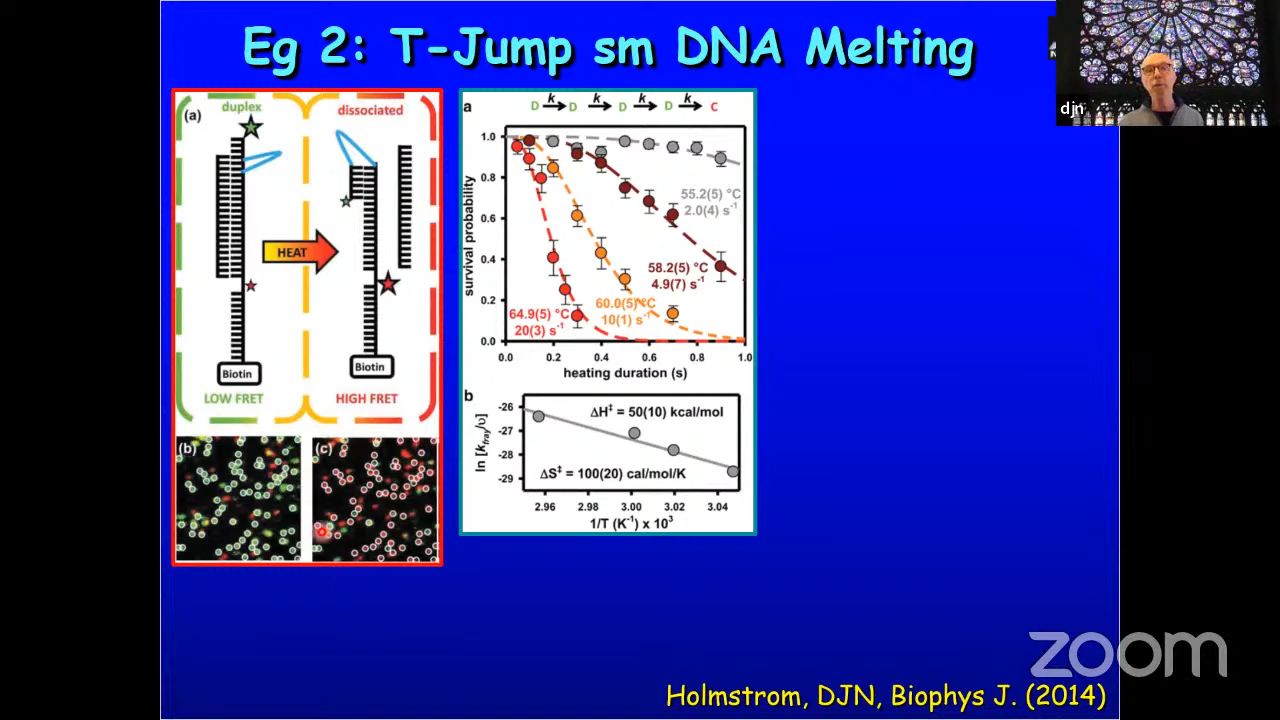 Eg 2: T-Jump sm DNA Melting
djn
(a)
duplex
dissociated
HEAT
Biotin
Biotin
LOW FRET
HIGH FRET
(b)
(c)
a
D k→ D k→ D k→ D k→ C
survival probability
1.0
0.8
0.6
0.4
0.2
0.0
55.2(5) °C
2.0(4) s⁻¹
58.2(5) °C
4.9(7) s⁻¹
60.0(5)°C
10(1) s⁻¹
64.9(5) °C
20(3) s⁻¹
0.0 0.2 0.4 0.6 0.8 1.0
heating duration (s)
b
ln [k_fray/υ]
-26
-27
-28
-29
ΔH‡ = 50(10) kcal/mol
ΔS‡ = 100(20) cal/mol/K
2.96 2.98 3.00 3.02 3.04
1/T (K⁻¹) x 10³
zoom
Holmstrom, DJN, Biophys J. (2014)